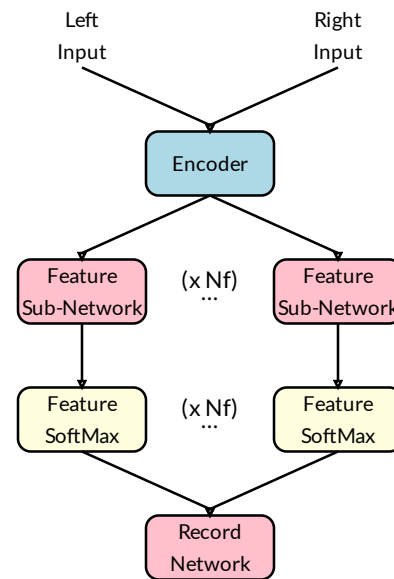 Left
Input
Right
Input
Encoder
Feature
Sub-Network
(x Nf)
...
Feature
Sub-Network
Feature
SoftMax
(x Nf)
...
Feature
SoftMax
Record
Network